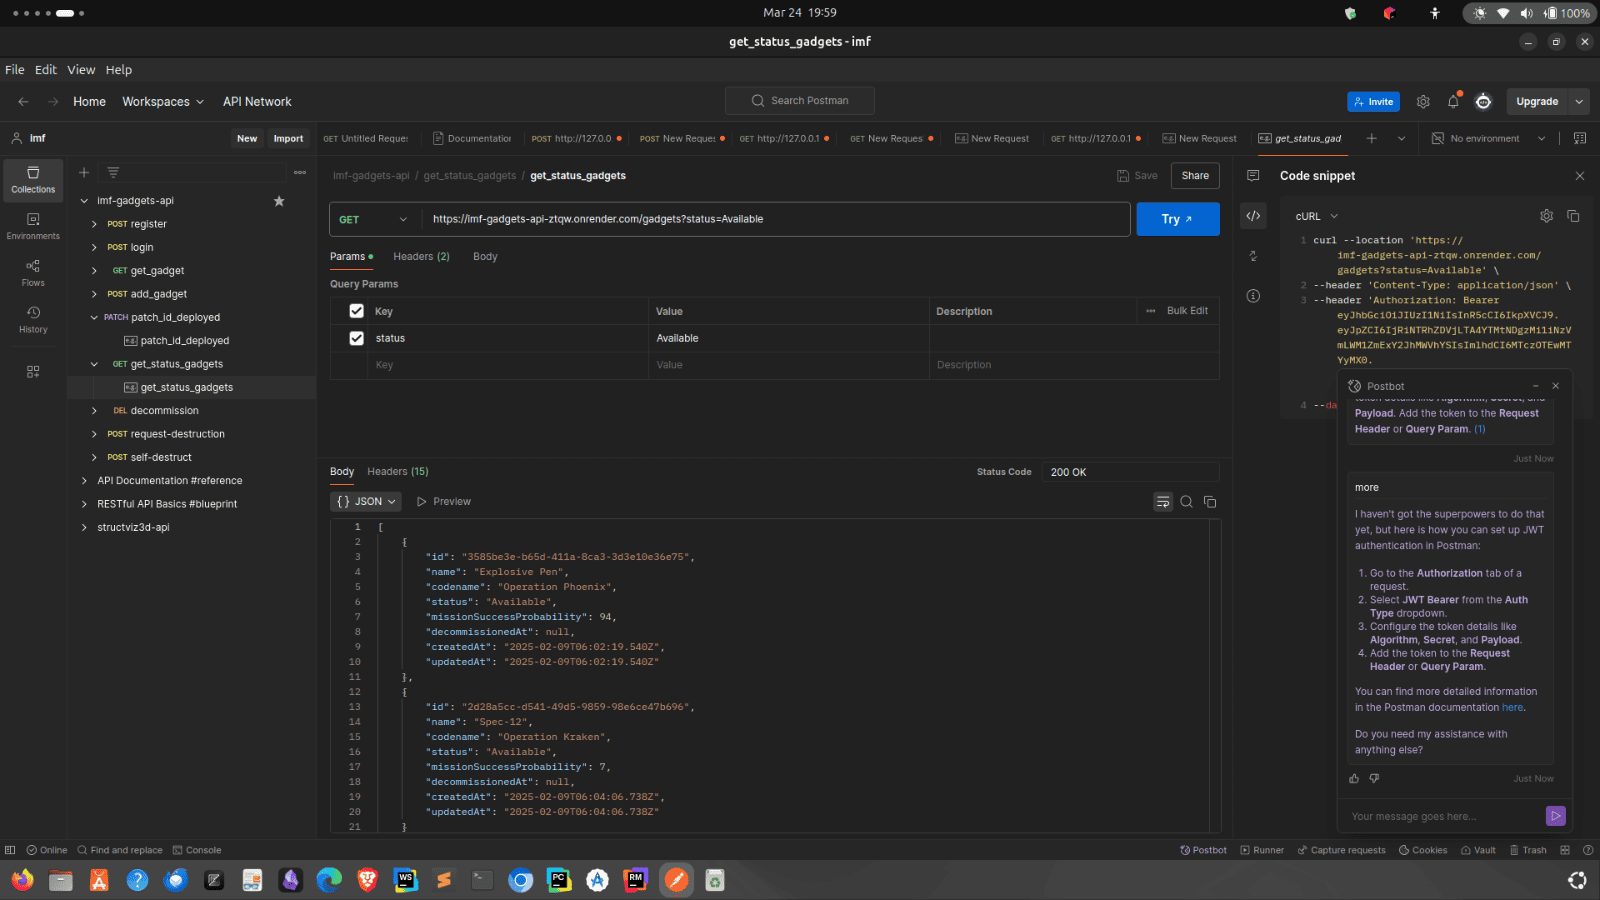 Mar 24 19:59
100%
get_status_gadgets - imf
File Edit View Help
Home Workspaces API Network
Search Postman
Invite
Upgrade
imf
New Import
GET Untitled Reques
Documentation
POST http://127.0.0
POST New Reques
GET http://127.0.0.1
GET New Reques
New Request
GET http://127.0.0.1
New Request
get_status_gad
No environment
Collections
Environments
Flows
History
imf-gadgets-api
POST register
POST login
GET get_gadget
POST add_gadget
PATCH patch_id_deployed
patch_id_deployed
GET get_status_gadgets
get_status_gadgets
DEL decommission
POST request-destruction
POST self-destruct
API Documentation #reference
RESTful API Basics #blueprint
structviz3d-api
Imf-gadgets-api / get_status_gadgets / get_status_gadgets
Save Share
GET https://imf-gadgets-api-ztqw.onrender.com/gadgets?status=Available
Try
Params Headers (2) Body
Query Params
Key Value Description Bulk Edit
status Available
Key Value Description
Body Headers (15)
Status Code 200 OK
{ } JSON Preview
1 [
2 {
3 "id": "3585be3e-b65d-411a-8ca3-3d3e10e36e75",
4 "name": "Explosive Pen",
5 "codename": "Operation Phoenix",
6 "status": "Available",
7 "missionSuccessProbability": 94,
8 "decommissionedAt": null,
9 "createdAt": "2025-02-09T06:02:19.540Z",
10 "updatedAt": "2025-02-09T06:02:19.540Z"
11 },
12 {
13 "id": "2d28a5cc-d541-49d5-9859-98e6ce47b696",
14 "name": "Spec-12",
15 "codename": "Operation Kraken",
16 "status": "Available",
17 "missionSuccessProbability": 7,
18 "decommissionedAt": null,
19 "createdAt": "2025-02-09T06:04:06.738Z",
20 "updatedAt": "2025-02-09T06:04:06.738Z"
21 }
Code snippet
cURL
1 curl --location 'https://
imf-gadgets-api-ztqw.onrender.com/
gadgets?status=Available' \
2 --header 'Content-Type: application/json' \
3 --header 'Authorization: Bearer
eyJhbGciOiJIUzI1NiIsInR5cCI6IkpXVCJ9.
eyJpZCI6IjRiNTRhZDVjLTA4YTMtNDgzMi1iNzV
mLWM1ZmExY2JhMWVhYSIsImlhdCI6MTczOTEwMT
YyMX0.
4 --da
Postbot
token details like Algorithm, Secret, and
Payload. Add the token to the Request
Header or Query Param. (1)
Just Now
more
I haven't got the superpowers to do that
yet, but here is how you can set up JWT
authentication in Postman:
1. Go to the Authorization tab of a
request.
2. Select JWT Bearer from the Auth
Type dropdown.
3. Configure the token details like
Algorithm, Secret, and Payload.
4. Add the token to the Request
Header or Query Param.
You can find more detailed information
in the Postman documentation here.
Do you need my assistance with
anything else?
Just Now
Your message goes here...
Online Find and replace Console
Postbot Runner Capture requests Cookies Vault Trash
WS
PC
RM